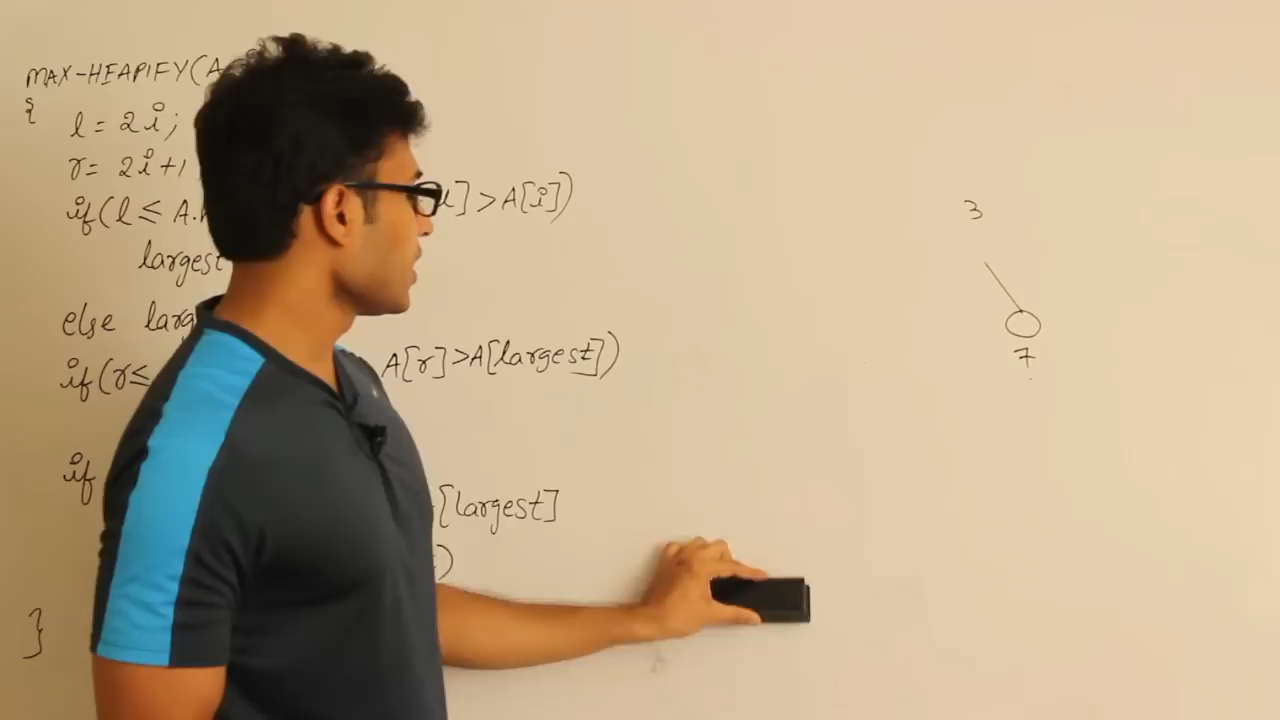 MAX-HEAPIFY(A
{
l = 2i;
r = 2i+1
if(l ≤ A. ] > A[i])
largest
else larg
if(r ≤ A[r] > A[largest])
if
[largest]
)
}
3
7